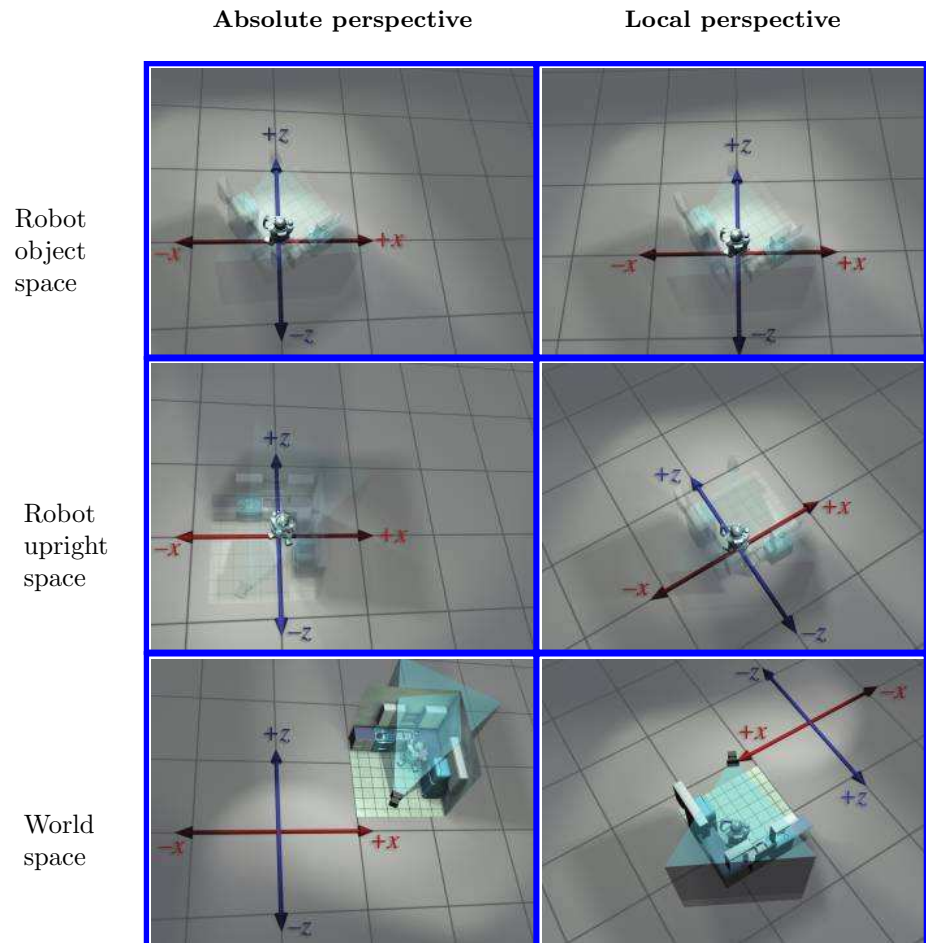 Absolute perspective
Local perspective
Robot
object
space
+z
−x
+x
−z
+z
−x
+x
−z
Robot
upright
space
+z
−x
+x
−z
+z
+x
−x
−z
World
space
+z
−x
+x
−z
−z
−x
+x
+z